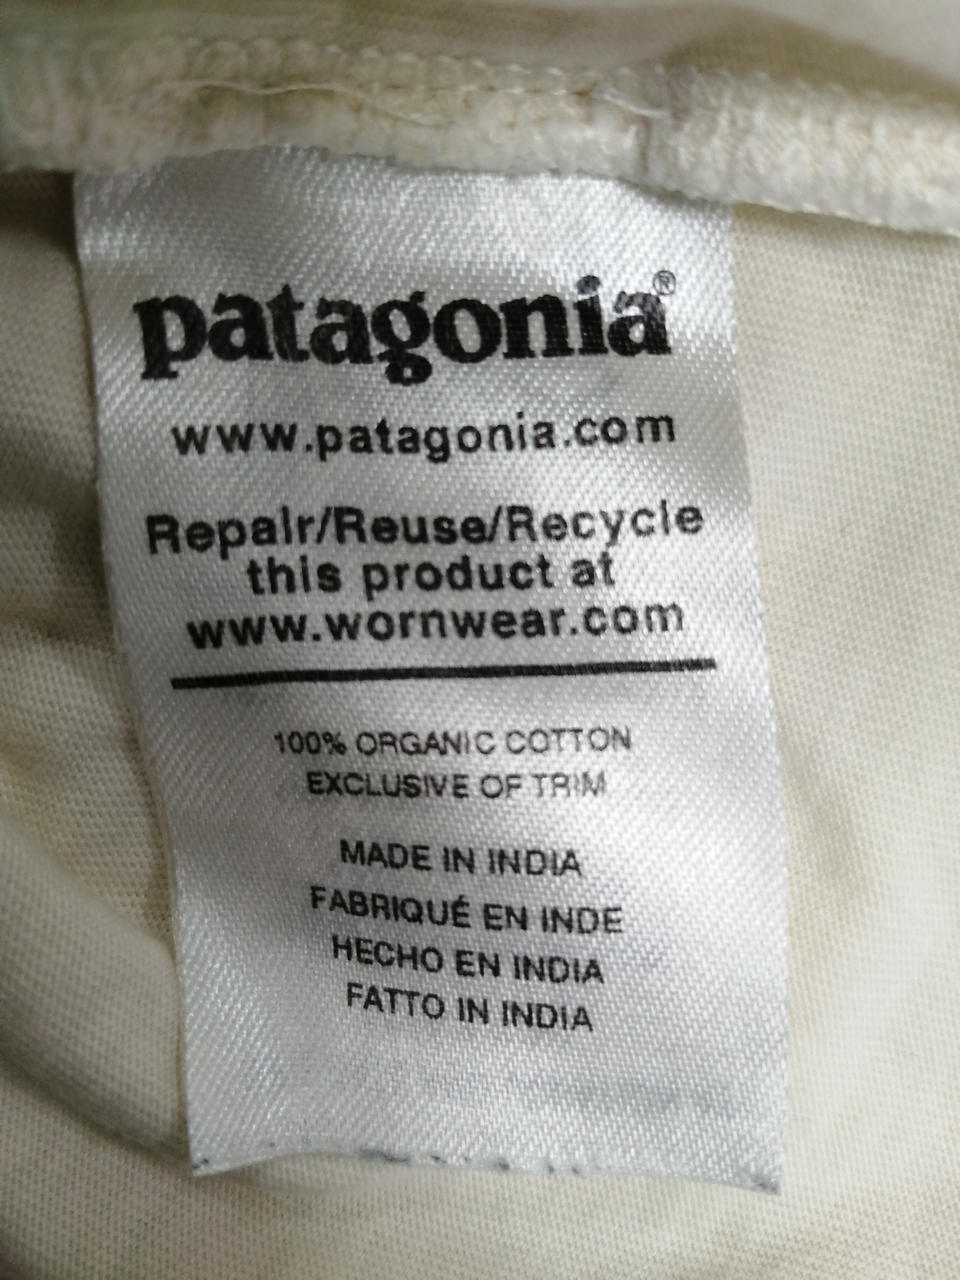 patagonia®
www.patagonia.com
Repair/Reuse/Recycle
this product at
www.wornwear.com
100% ORGANIC COTTON
EXCLUSIVE OF TRIM
MADE IN INDIA
FABRIQUÉ EN INDE
HECHO EN INDIA
FATTO IN INDIA